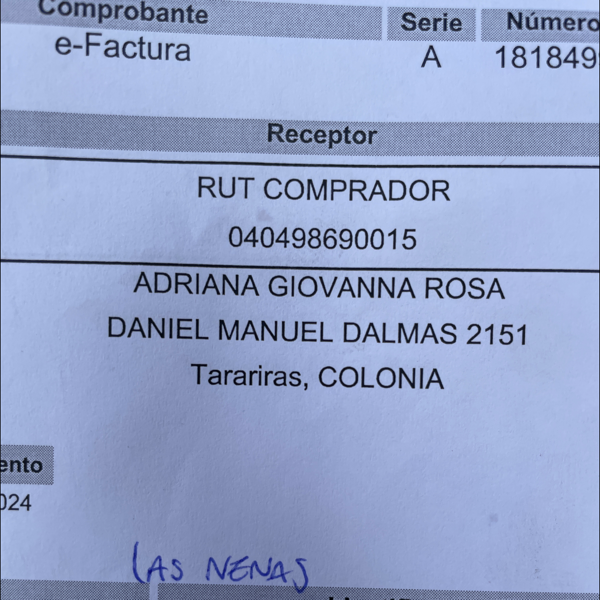 Comprobante Serie Número
e-Factura A 181849
Receptor
RUT COMPRADOR
040498690015
ADRIANA GIOVANNA ROSA
DANIEL MANUEL DALMAS 2151
Tarariras, COLONIA
ento
024
LAS NENAS